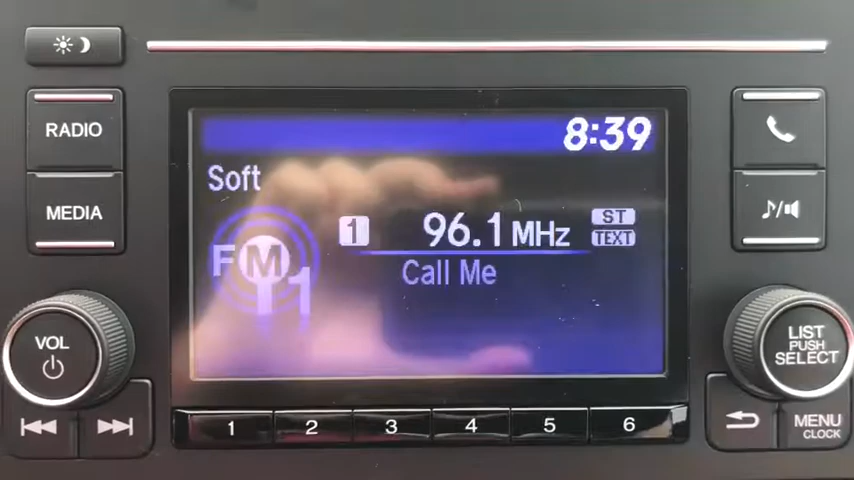 8:39
RADIO
Soft
MEDIA
1 96.1 MHz ST
TEXT
FM1
Call Me
VOL
LIST
PUSH
SELECT
1 2 3 4 5 6
MENU
CLOCK